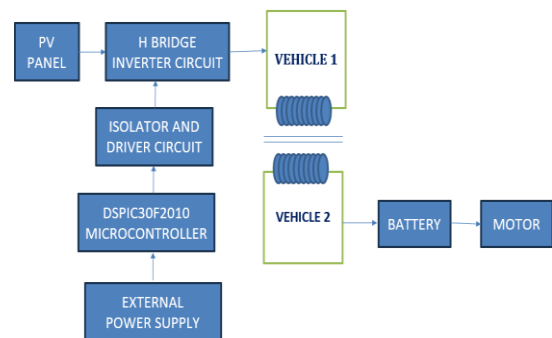 PV
PANEL
H BRIDGE
INVERTER CIRCUIT
VEHICLE 1
ISOLATOR AND
DRIVER CIRCUIT
DSPIC30F2010
MICROCONTROLLER
VEHICLE 2
BATTERY
MOTOR
EXTERNAL
POWER SUPPLY